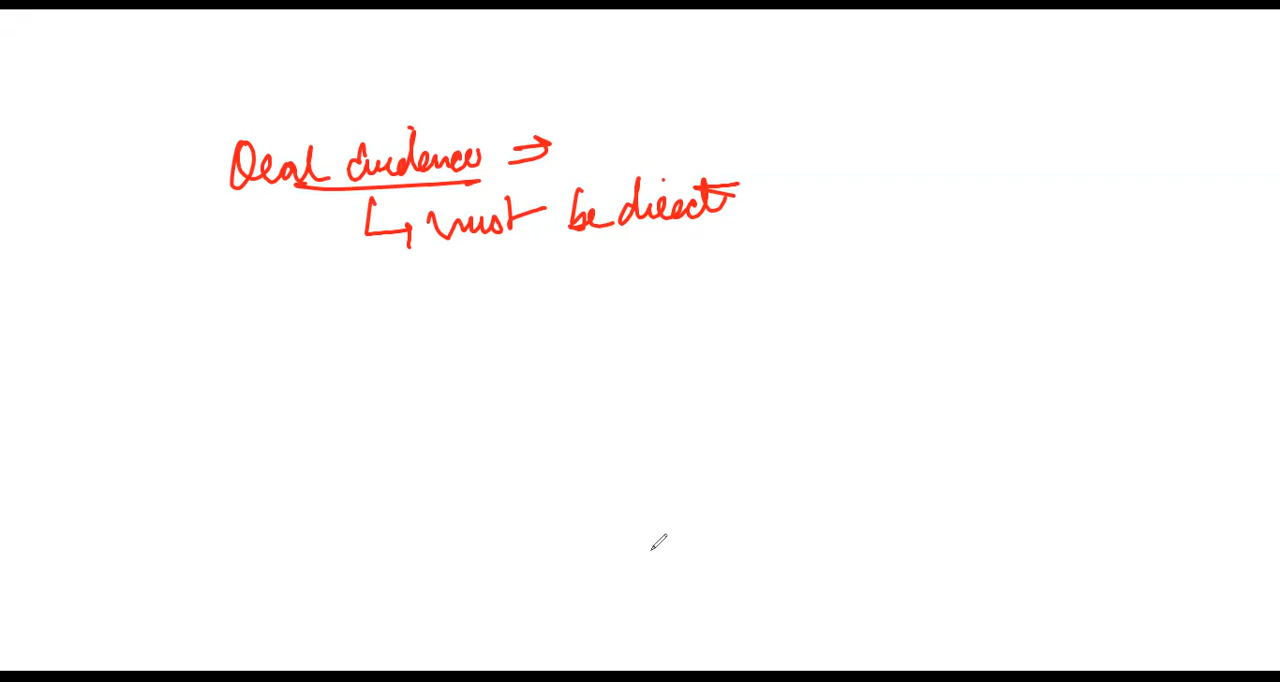 Oral evidence ⇒
↳ must be direct